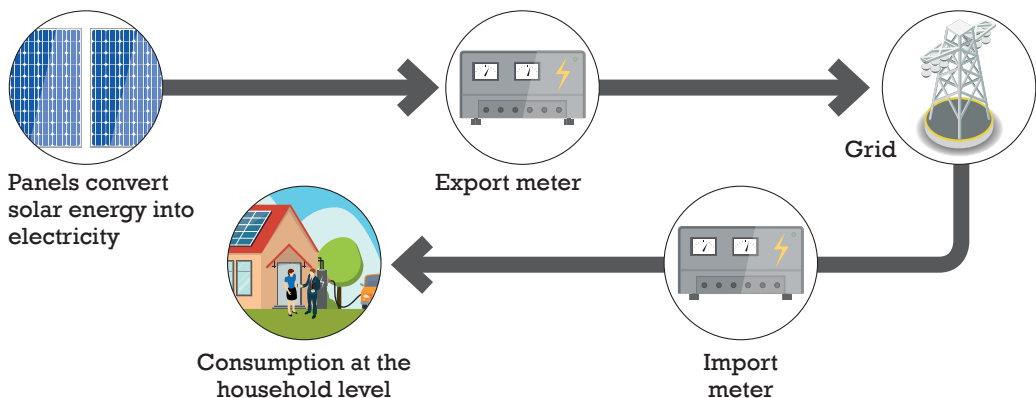 Panels convert
solar energy into
electricity
Export meter
Grid
Import
meter
Consumption at the
household level